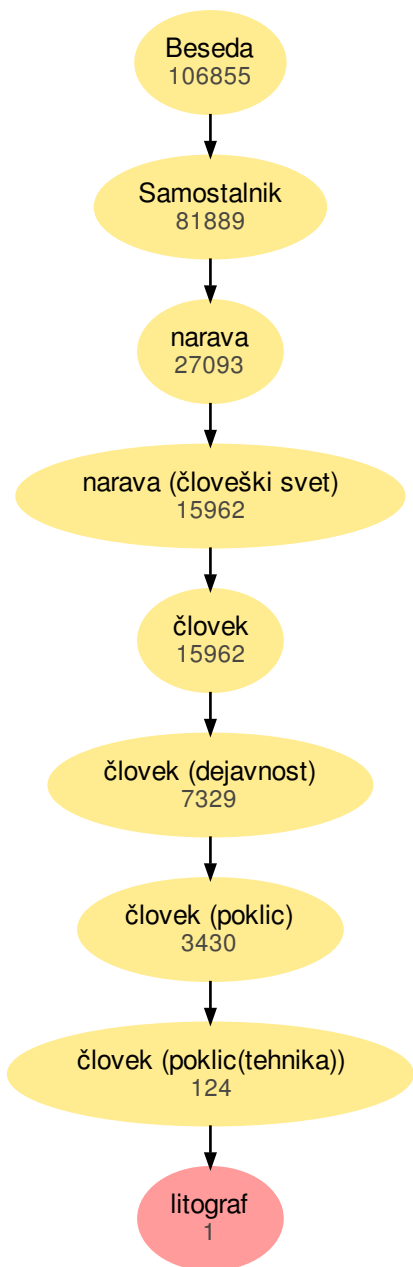 Beseda
106855
Samostalnik
81889
narava
27093
narava (človeški svet)
15962
človek
15962
človek (dejavnost)
7329
človek (poklic)
3430
človek (poklic(tehnika))
124
litograf
1